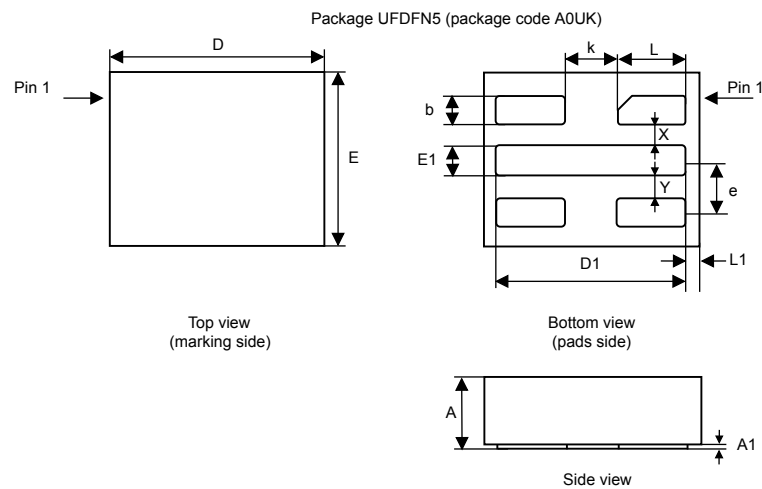 Package UFDFN5 (package code A0UK)
D
k
L
Pin 1
Pin 1
b
X
E
E1
Y
e
D1
L1
Top view
(marking side)
Bottom view
(pads side)
A
A1
Side view